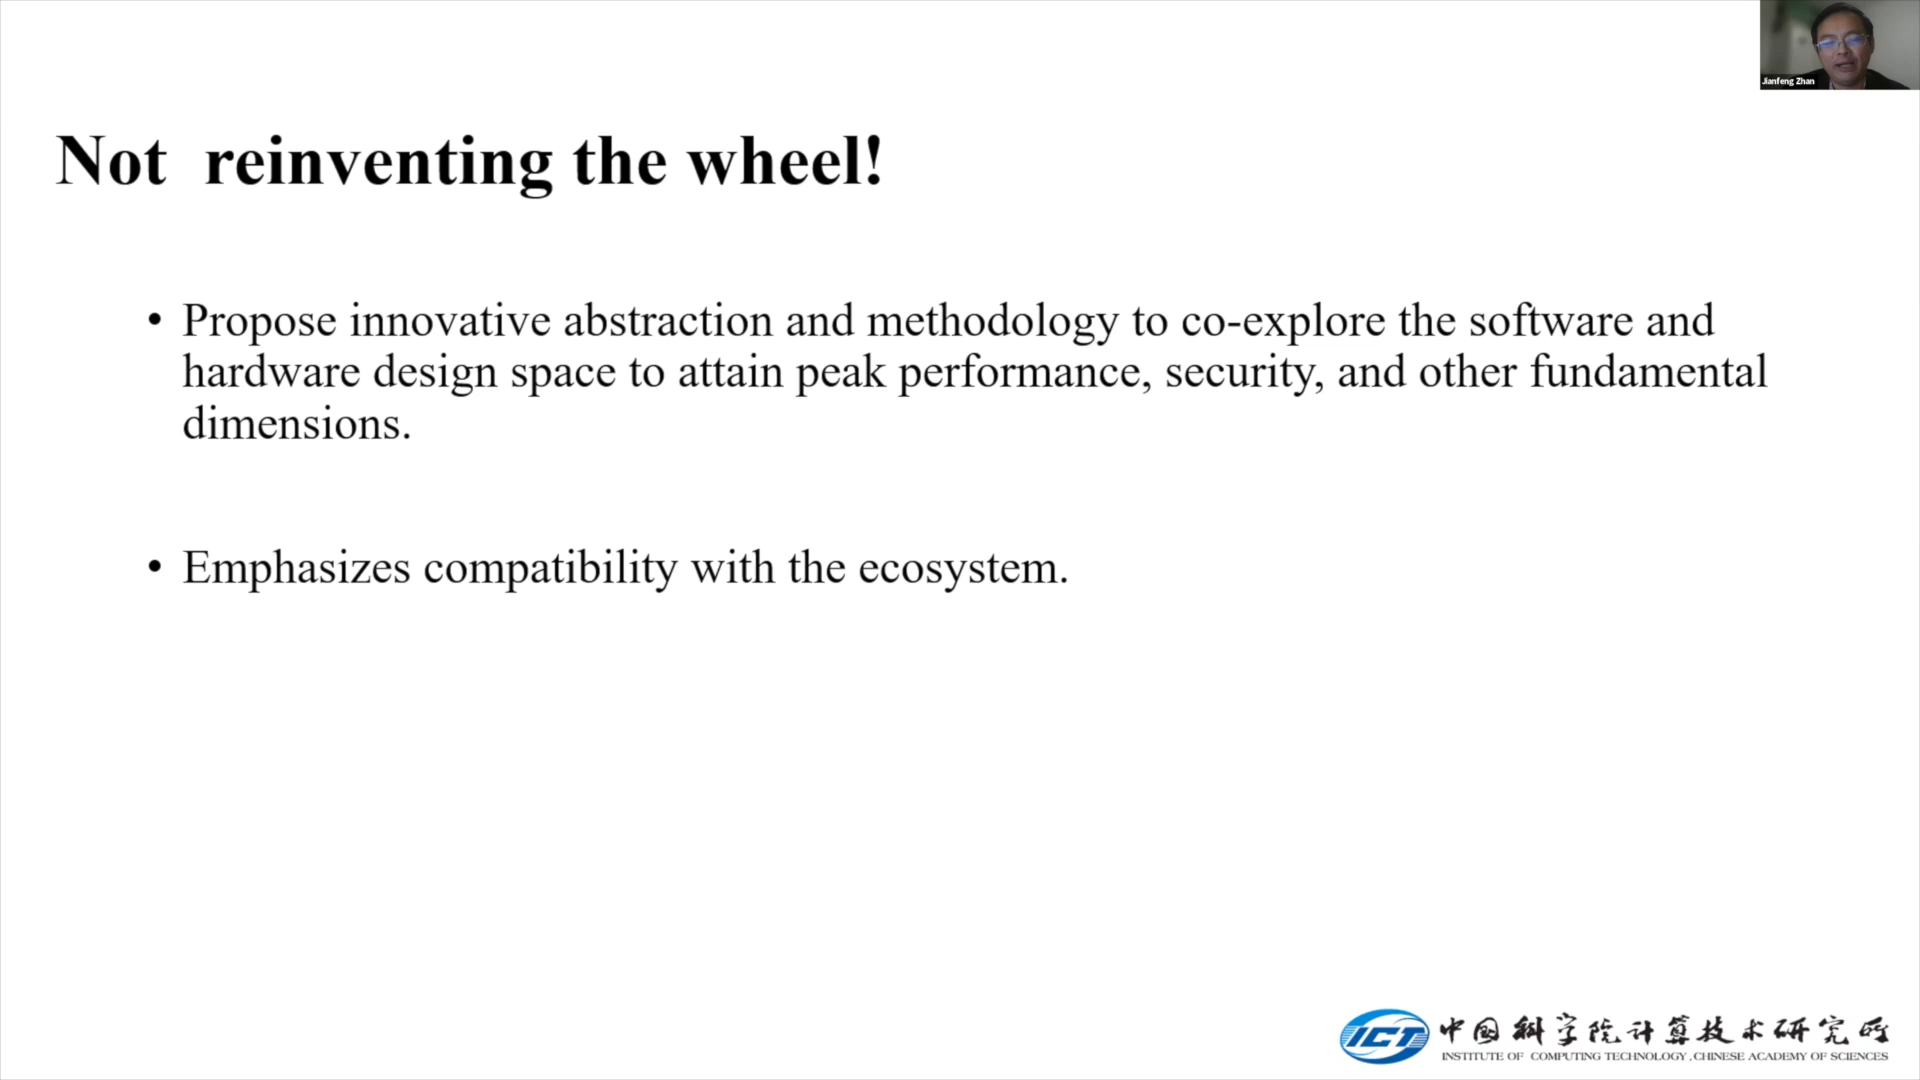 Jianfeng Zhan
Not reinventing the wheel!
• Propose innovative abstraction and methodology to co-explore the software and
hardware design space to attain peak performance, security, and other fundamental
dimensions.
• Emphasizes compatibility with the ecosystem.
ICT 中国科学院计算技术研究所
INSTITUTE OF COMPUTING TECHNOLOGY, CHINESE ACADEMY OF SCIENCES